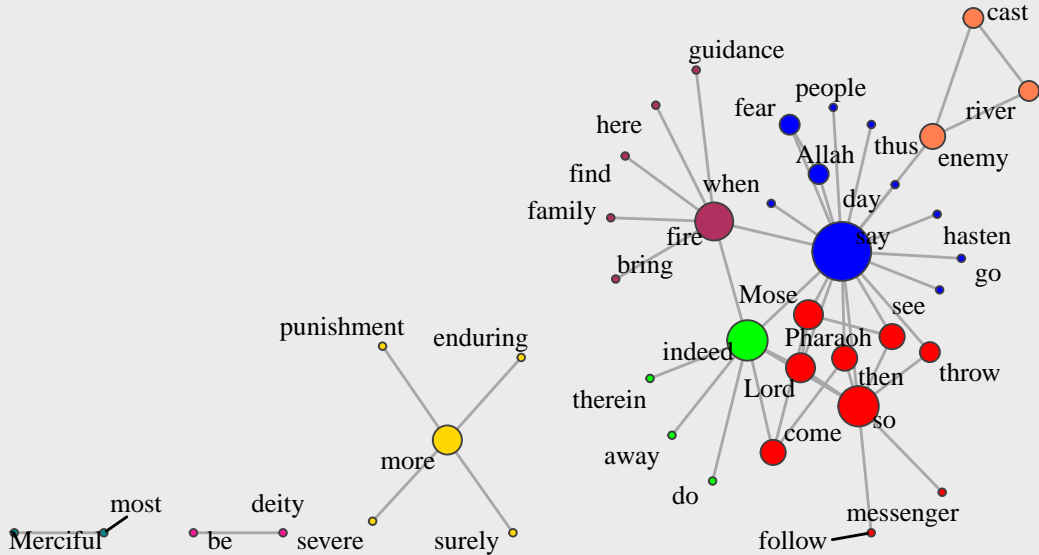 cast
guidance
people
fear
river
here
thus
enemy
Allah
find
when
day
family
say
fire
hasten
bring
go
Mose
see
punishment
enduring
Pharaoh
indeed
then
throw
therein
Lord
so
come
more
away
do
most
deity
messenger
Merciful
be
severe
surely
follow